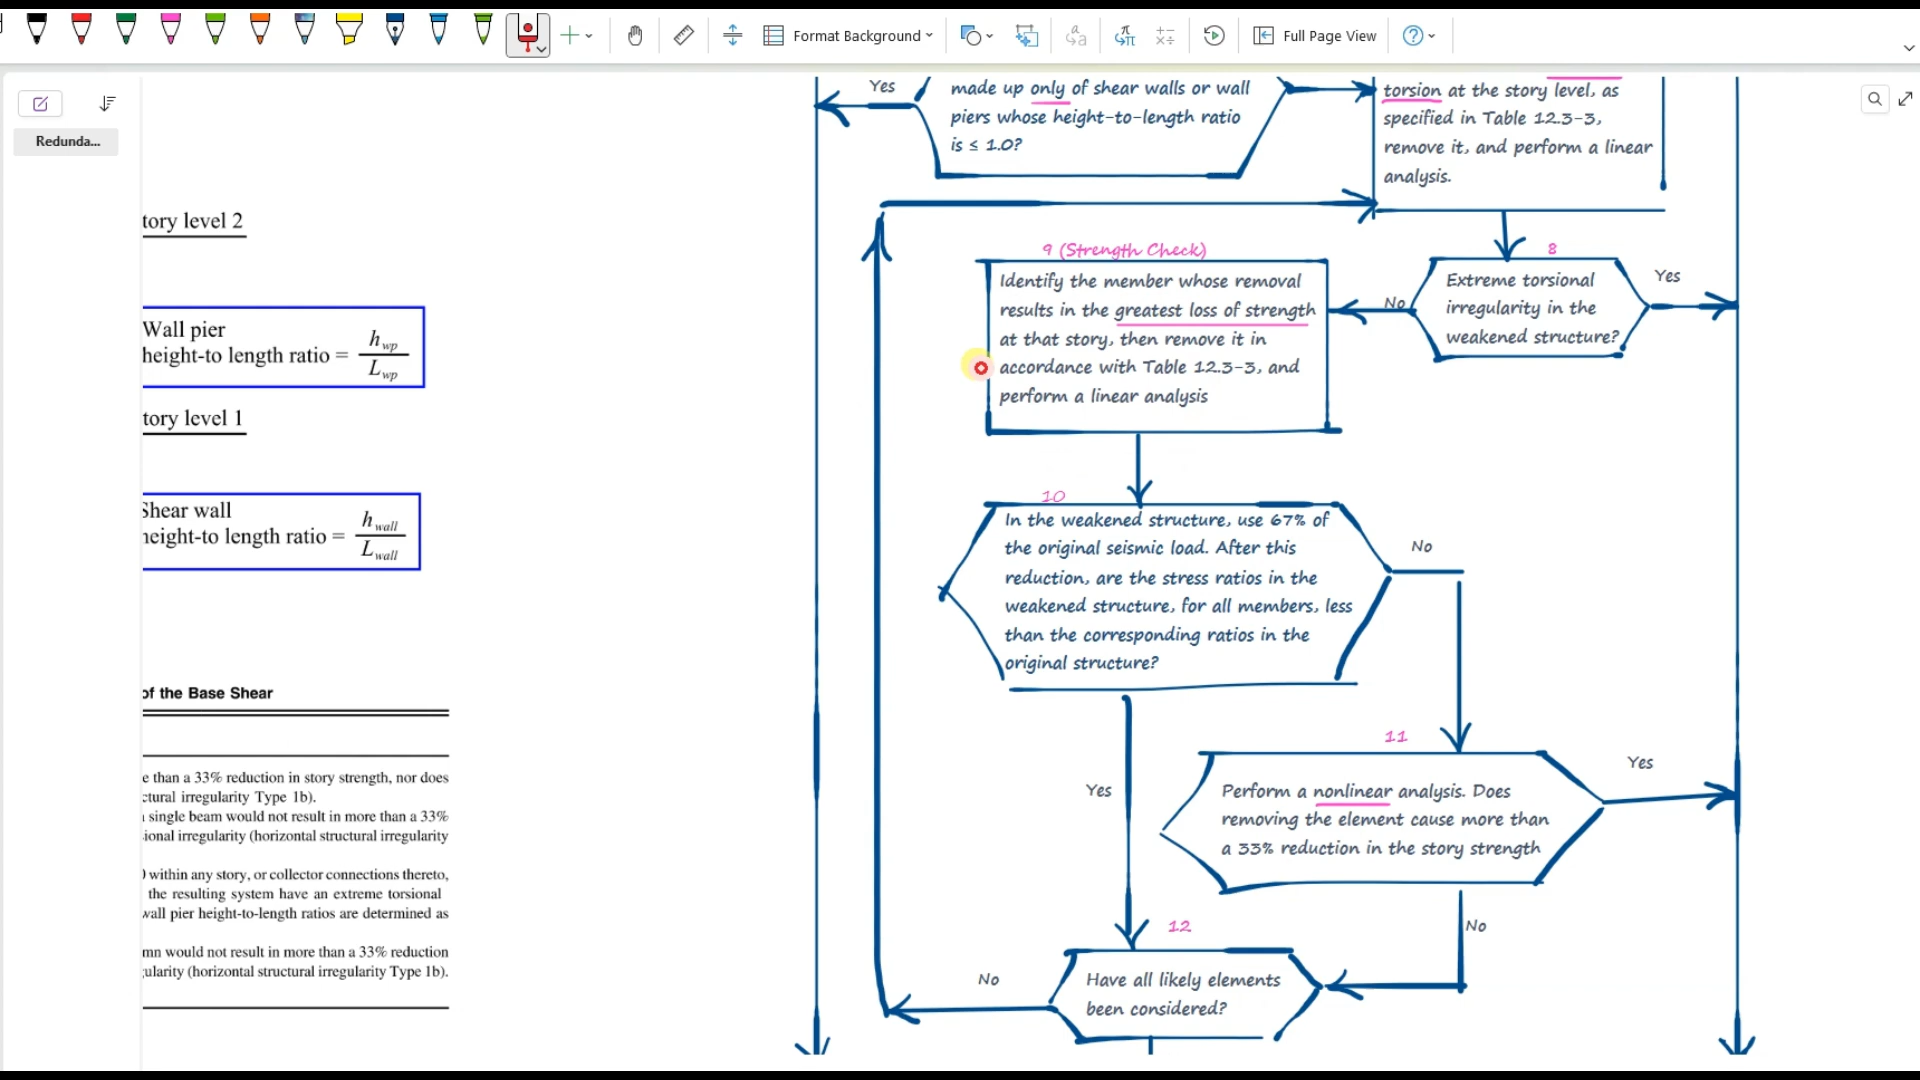 Format Background
Full Page View
Redunda...
tory level 2
Wall pier
height-to length ratio = h wp / L wp
tory level 1
Shear wall
height-to length ratio = h wall / L wall
of the Base Shear
e than a 33% reduction in story strength, nor does
ctural irregularity Type 1b).
single beam would not result in more than a 33%
ional irregularity (horizontal structural irregularity
) within any story, or collector connections thereto,
the resulting system have an extreme torsional
wall pier height-to-length ratios are determined as
mn would not result in more than a 33% reduction
ularity (horizontal structural irregularity Type 1b).
Yes
made up only of shear walls or wall
piers whose height-to-length ratio
is ≤ 1.0?
torsion at the story level, as
specified in Table 12.3-3,
remove it, and perform a linear
analysis.
8
Extreme torsional
irregularity in the
weakened structure?
Yes
No
9 (Strength Check)
Identify the member whose removal
results in the greatest loss of strength
at that story, then remove it in
accordance with Table 12.3-3, and
perform a linear analysis
10
In the weakened structure, use 67% of
the original seismic load. After this
reduction, are the stress ratios in the
weakened structure, for all members, less
than the corresponding ratios in the
original structure?
No
Yes
11
Perform a nonlinear analysis. Does
removing the element cause more than
a 33% reduction in the story strength
Yes
No
12
Have all likely elements
been considered?
No